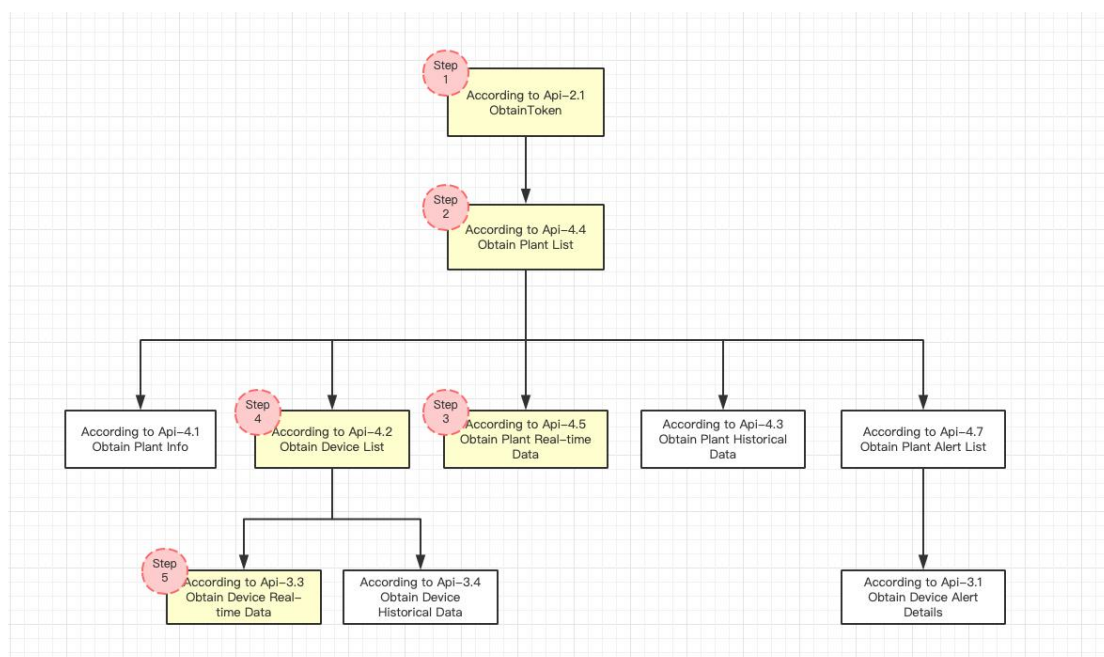 Step
1
According to Api-2.1
ObtainToken
Step
2
According to Api-4.4
Obtain Plant List
According to Api-4.1
Obtain Plant Info
Step
4
According to Api-4.2
Obtain Device List
Step
3
According to Api-4.5
Obtain Plant Real-time
Data
According to Api-4.3
Obtain Plant Historical
Data
According to Api-4.7
Obtain Plant Alert List
Step
5
According to Api-3.3
Obtain Device Real-
time Data
According to Api-3.4
Obtain Device
Historical Data
According to Api-3.1
Obtain Device Alert
Details